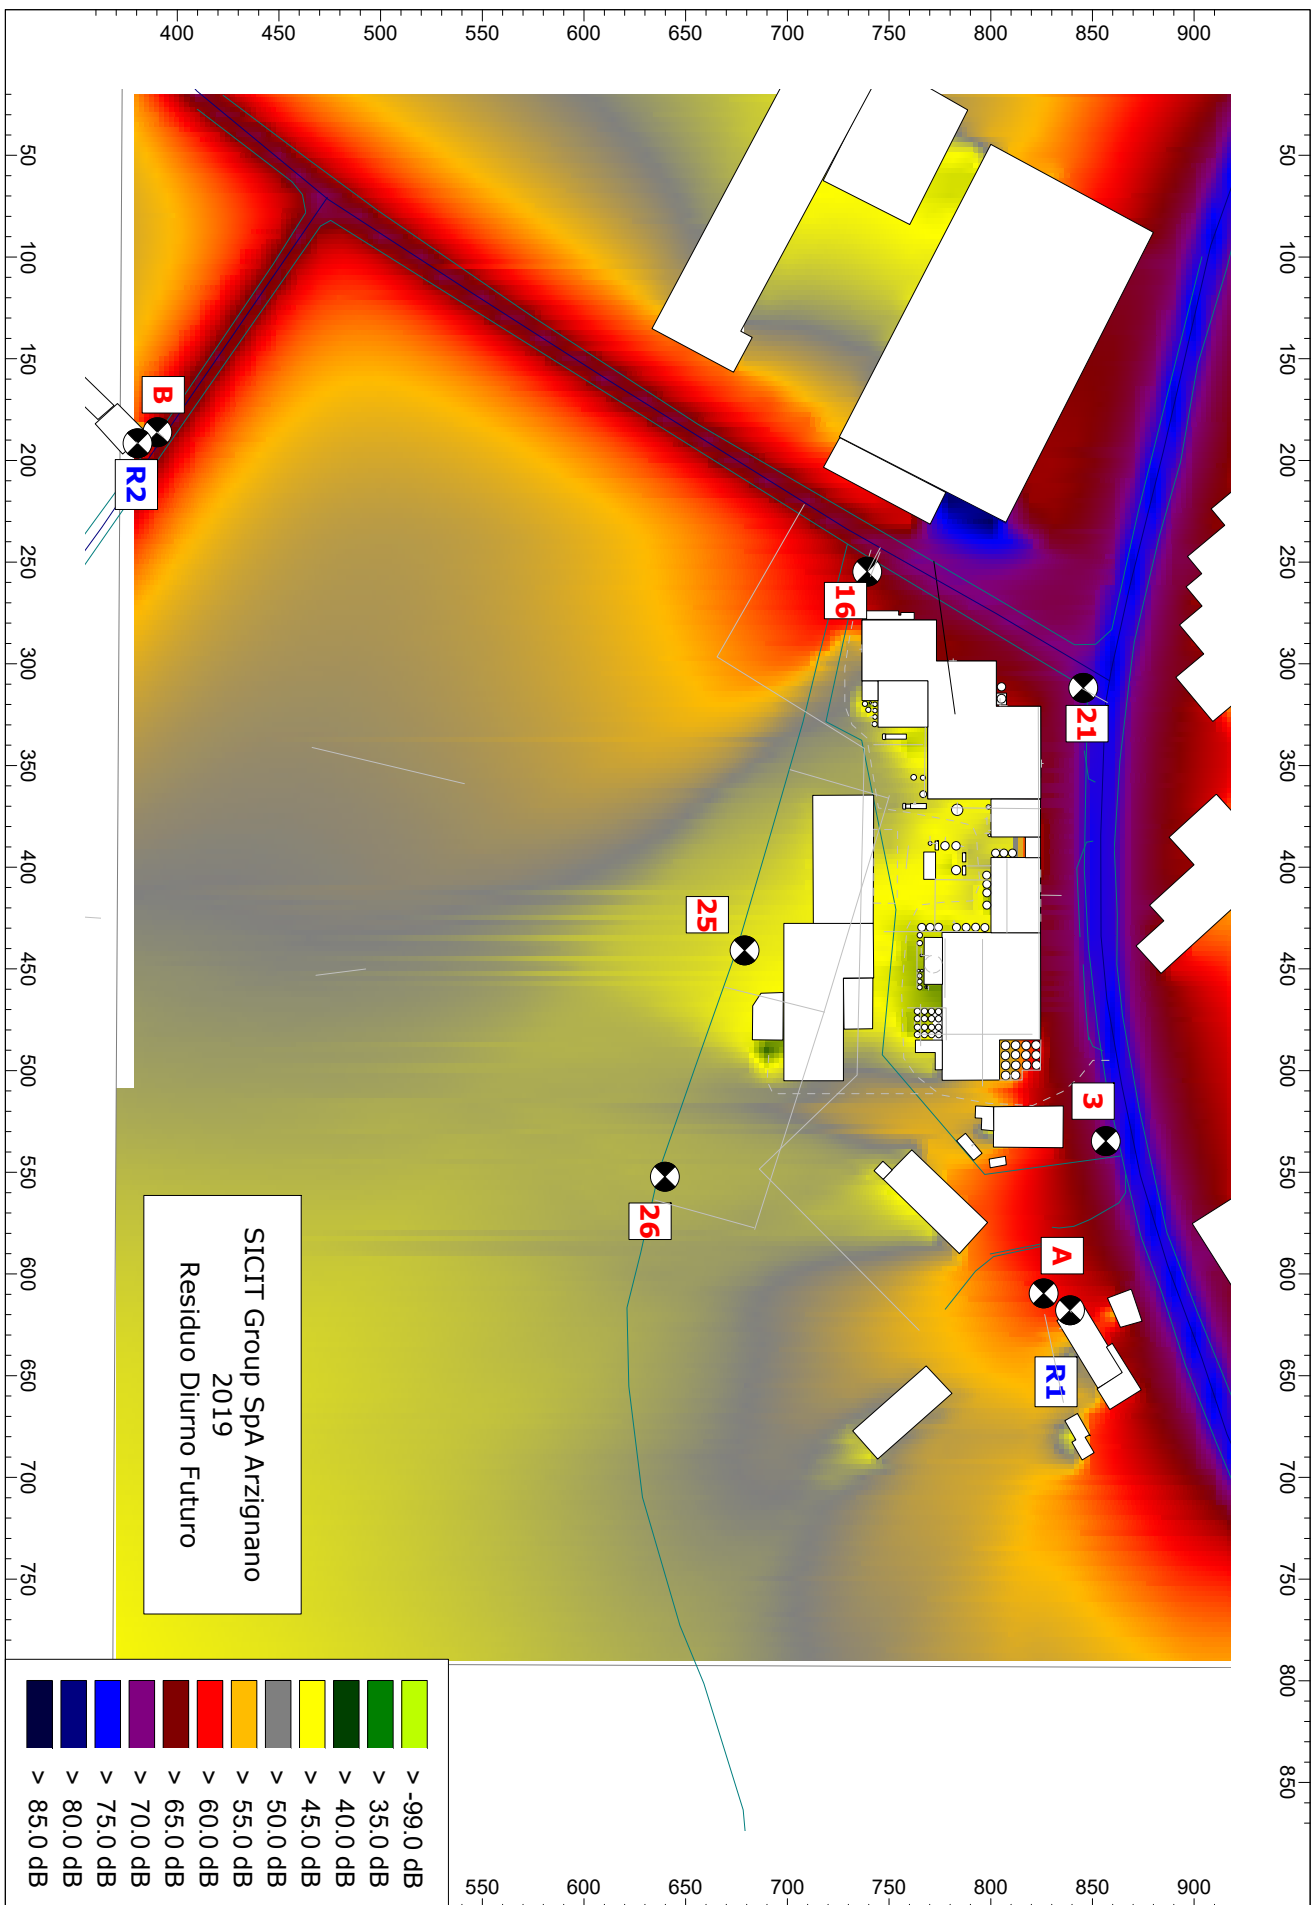 400 450 500 550 600 650 700 750 800 850 900
50 100 150 200 250 300 350 400 450 500 550 600 650 700 750
50 100 150 200 250 300 350 400 450 500 550 600 650 700 750 800 850
B
R2
16
21
25
3
26
A
R1
SICIT Group SpA Arzignano
2019
Residuo Diurno Futuro
> -99.0 dB
> 35.0 dB
> 40.0 dB
> 45.0 dB
> 50.0 dB
> 55.0 dB
> 60.0 dB
> 65.0 dB
> 70.0 dB
> 75.0 dB
> 80.0 dB
> 85.0 dB
550 600 650 700 750 800 850 900